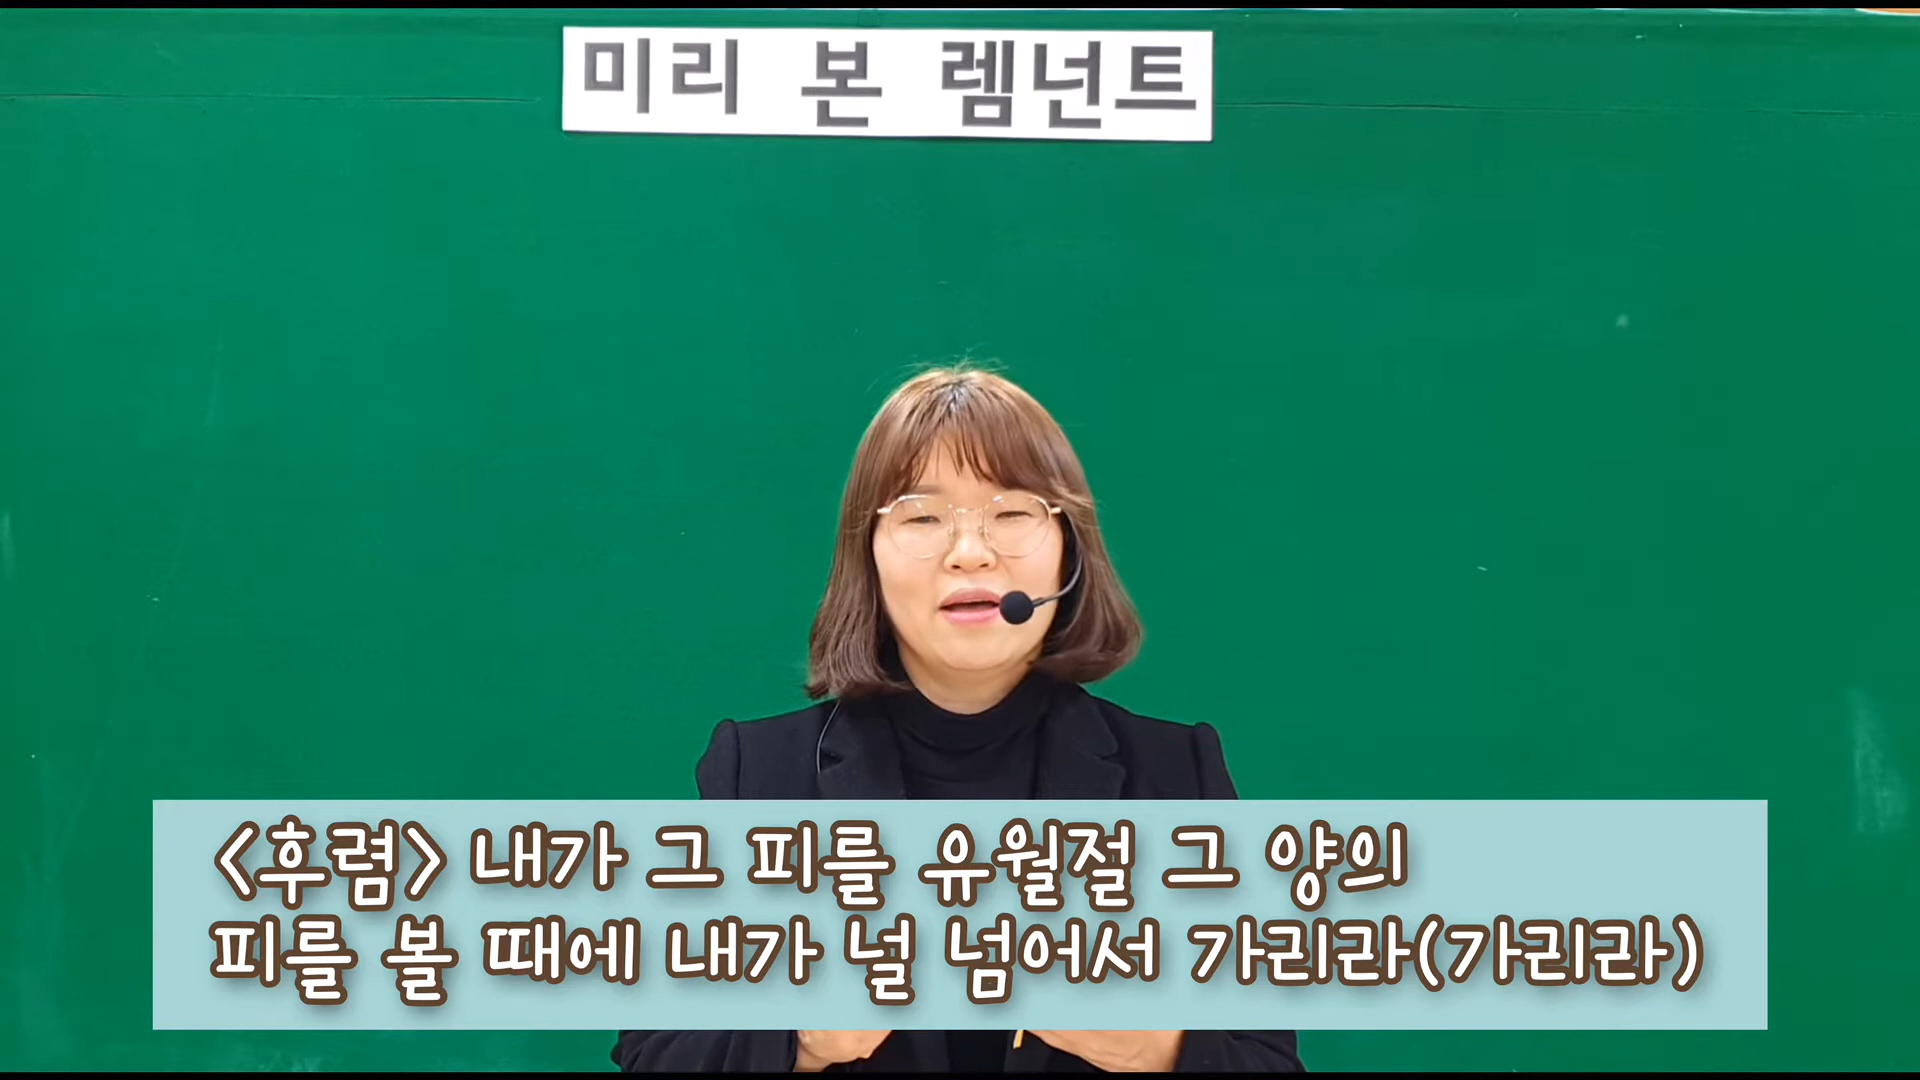 미리 본 렘넌트
<후렴> 내가 그 피를 유월절 그 양의
피를 볼 때에 내가 널 넘어서 가리라(가리라)